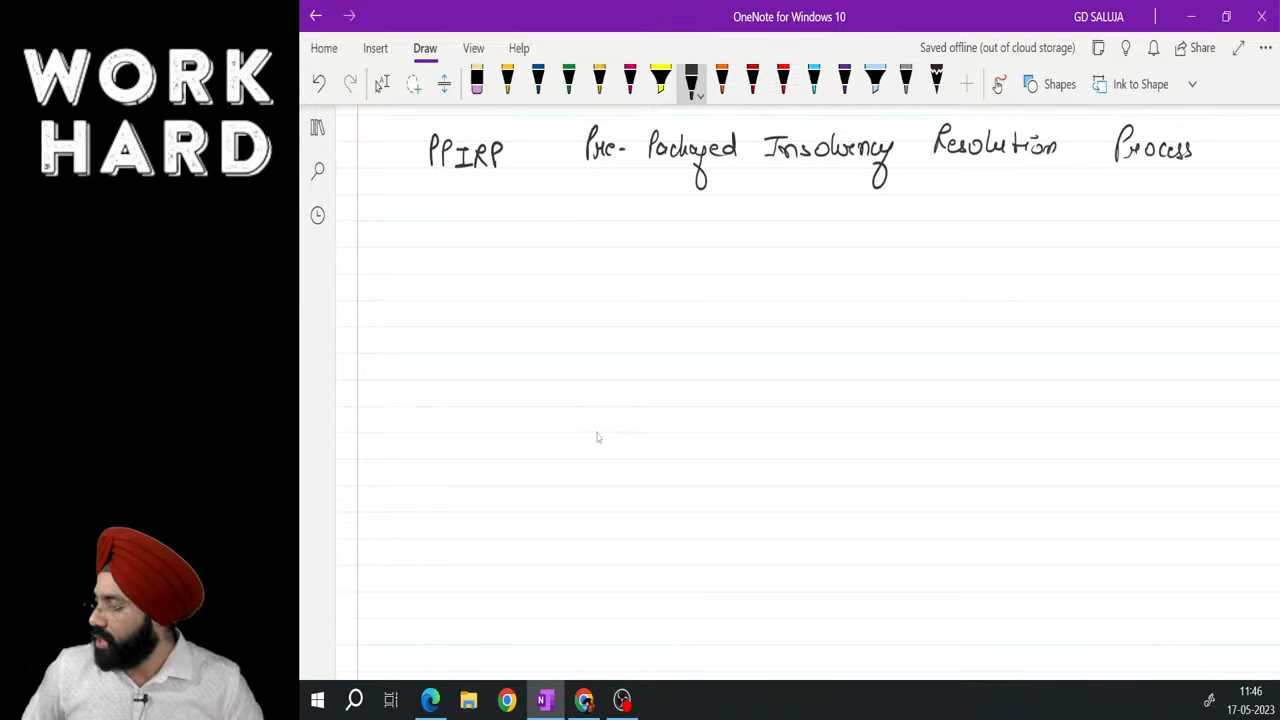 WORK
HARD
OneNote for Windows 10
GD SALUJA
Home Insert Draw View Help
Saved offline (out of cloud storage)
Share
Shapes
Ink to Shape
PPIRP Pre- Packaged Insolvency Resolution Process
11:46
17-05-2023